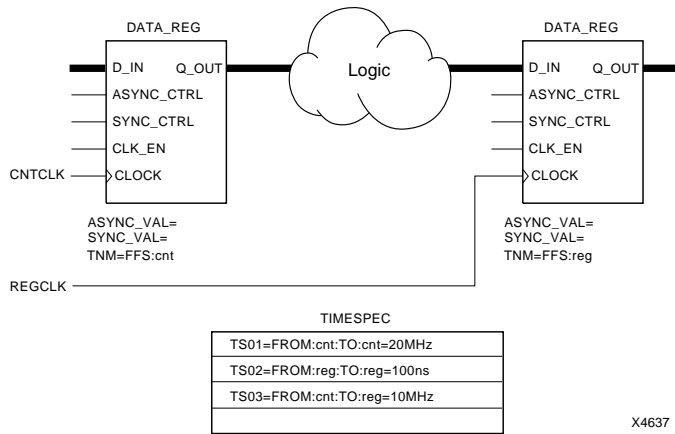 DATA_REG
D_IN Q_OUT
ASYNC_CTRL
SYNC_CTRL
CLK_EN
CNTCLK
CLOCK
ASYNC_VAL=
SYNC_VAL=
TNM=FFS:cnt
Logic
DATA_REG
D_IN Q_OUT
ASYNC_CTRL
SYNC_CTRL
CLK_EN
CLOCK
ASYNC_VAL=
SYNC_VAL=
TNM=FFS:reg
REGCLK
TIMESPEC
TS01=FROM:cnt:TO:cnt=20MHz
TS02=FROM:reg:TO:reg=100ns
TS03=FROM:cnt:TO:reg=10MHz
X4637